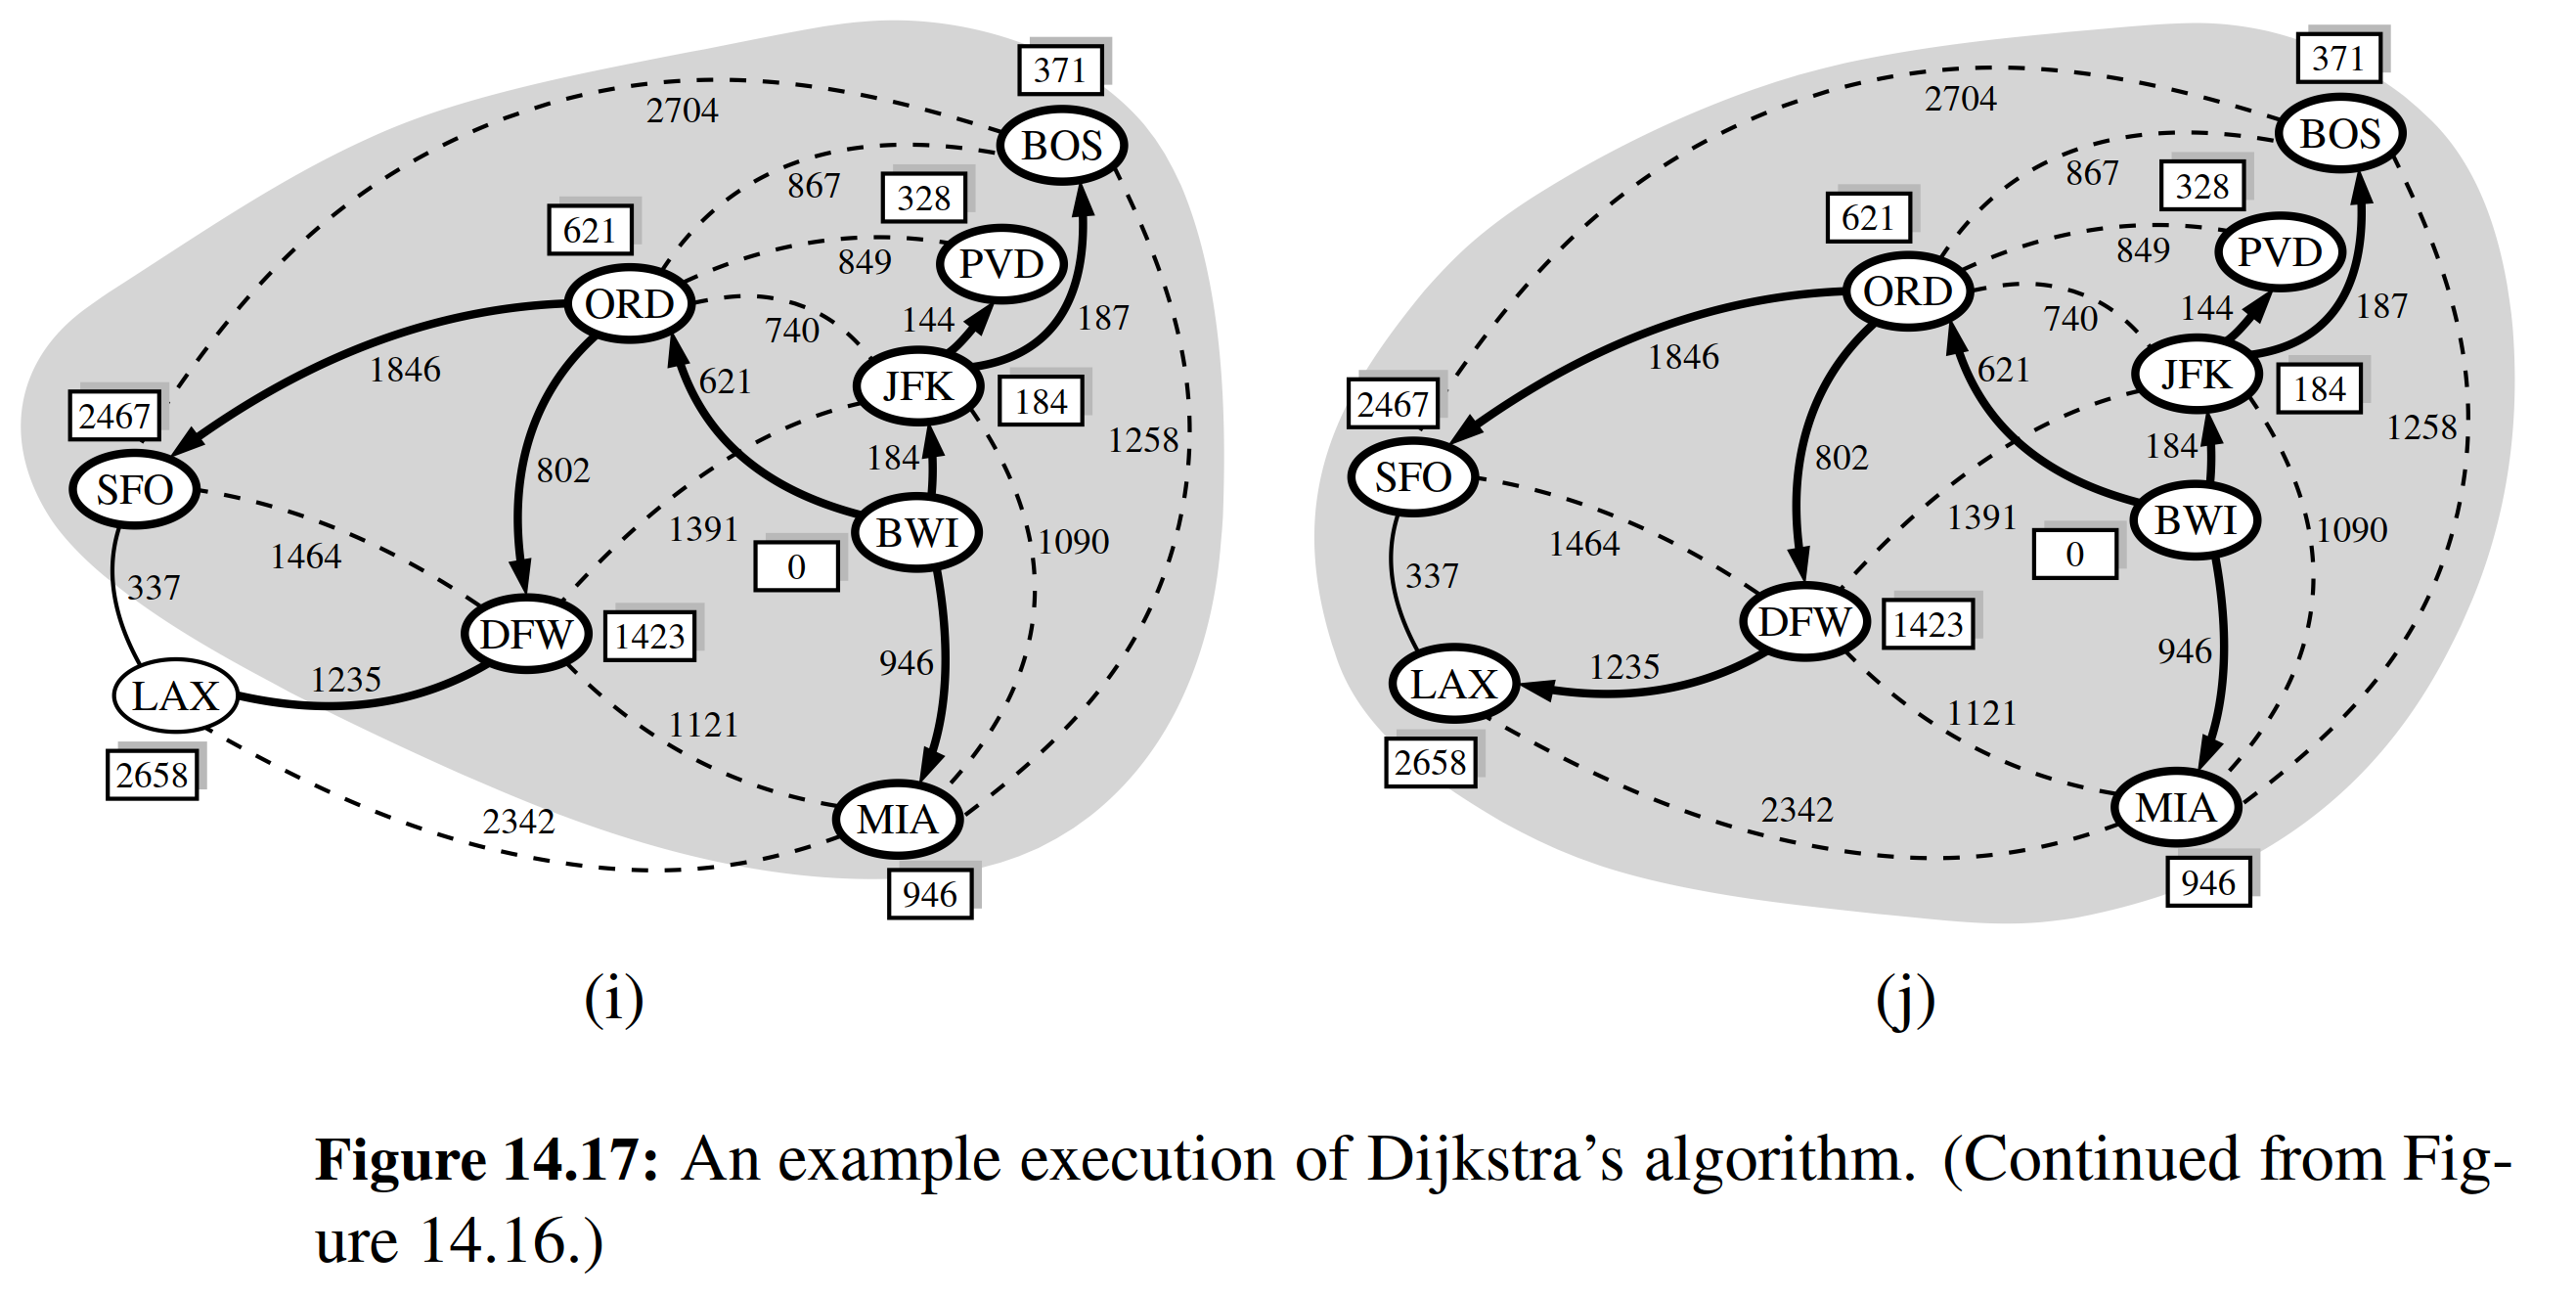 371
BOS
2704
867
328
PVD
621
849
ORD
144
187
740
JFK
184
1846
621
2467
184
1258
SFO
802
1391
BWI
1090
1464
0
337
DFW
1423
946
LAX
1235
1121
2658
MIA
2342
946
(i)
371
BOS
2704
867
328
PVD
621
849
ORD
144
187
740
JFK
184
1846
621
2467
184
1258
SFO
802
1391
BWI
1090
1464
0
337
DFW
1423
946
LAX
1235
1121
2658
MIA
2342
946
(j)
Figure 14.17: An example execution of Dijkstra’s algorithm. (Continued from Fig-
ure 14.16.)